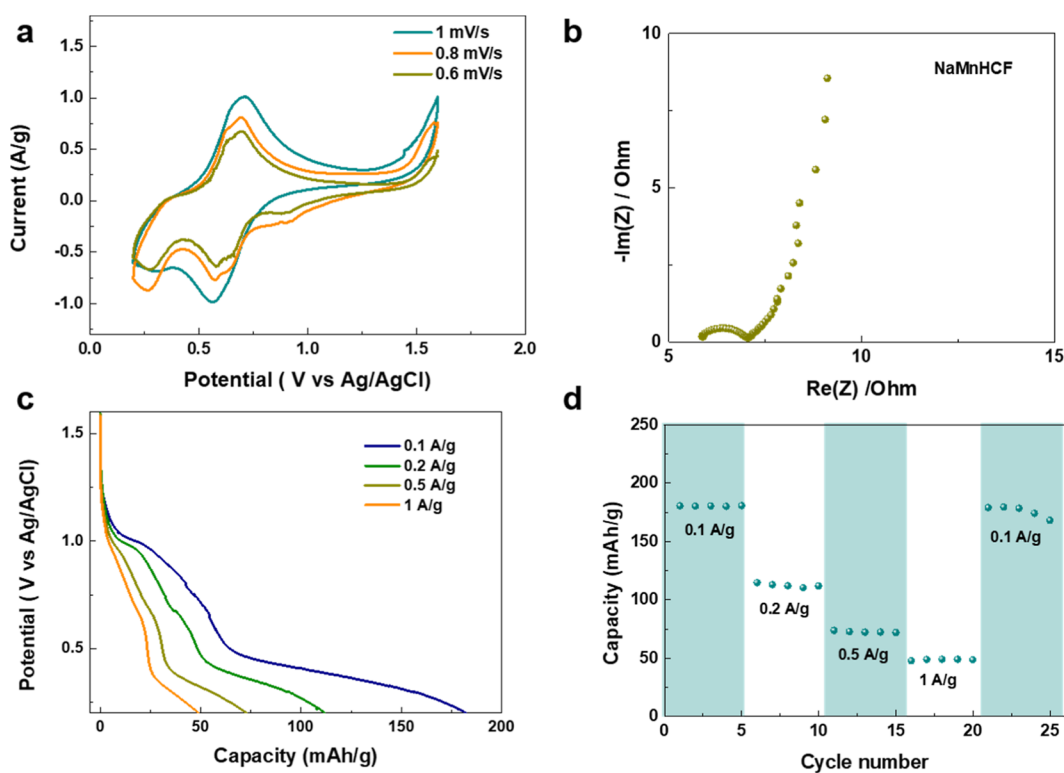 a
1 mV/s
0.8 mV/s
0.6 mV/s
1.5
1.0
0.5
0.0
-0.5
-1.0
Current (A/g)
0.0 0.5 1.0 1.5 2.0
Potential ( V vs Ag/AgCl)
b
NaMnHCF
10
5
0
-Im(Z) / Ohm
5 10 15
Re(Z) /Ohm
c
0.1 A/g
0.2 A/g
0.5 A/g
1 A/g
1.5
1.0
0.5
Potential ( V vs Ag/AgCl)
0 50 100 150 200
Capacity (mAh/g)
d
250
200
150
100
50
0
Capacity (mAh/g)
0.1 A/g
0.2 A/g
0.5 A/g
1 A/g
0.1 A/g
0 5 10 15 20 25
Cycle number